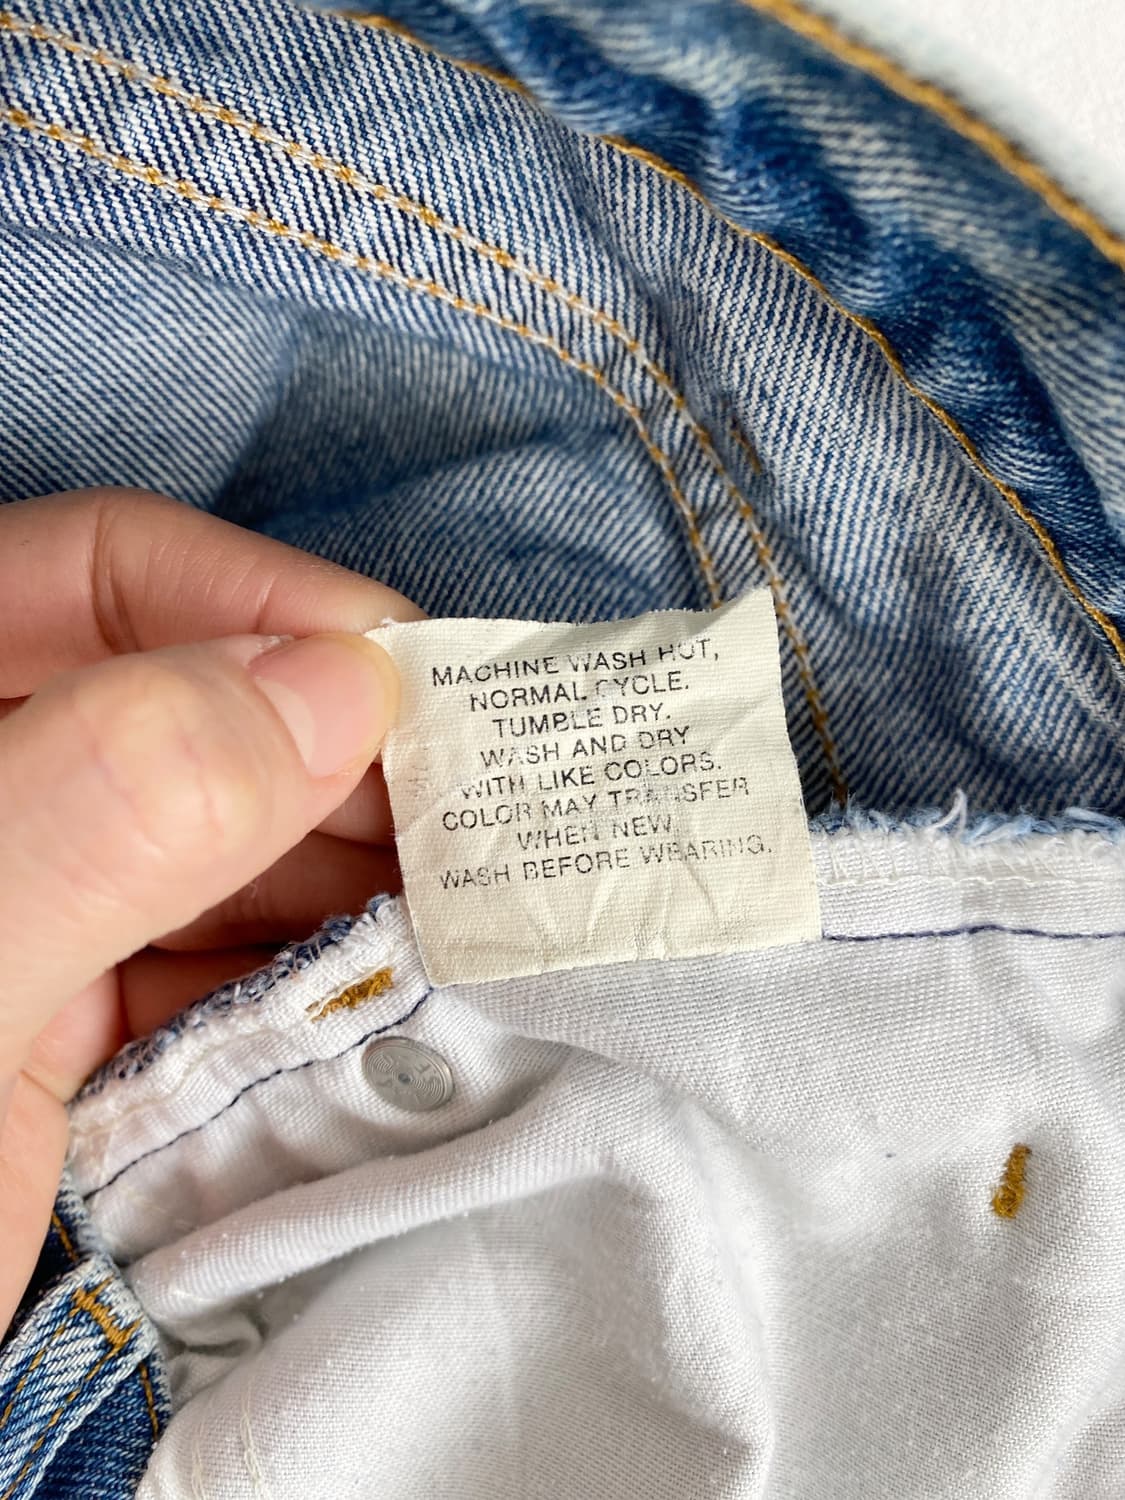 MACHINE WASH HOT,
NORMAL CYCLE.
TUMBLE DRY.
WASH AND DRY
WITH LIKE COLORS.
COLOR MAY TRANSFER
WHEN NEW.
WASH BEFORE WEARING.